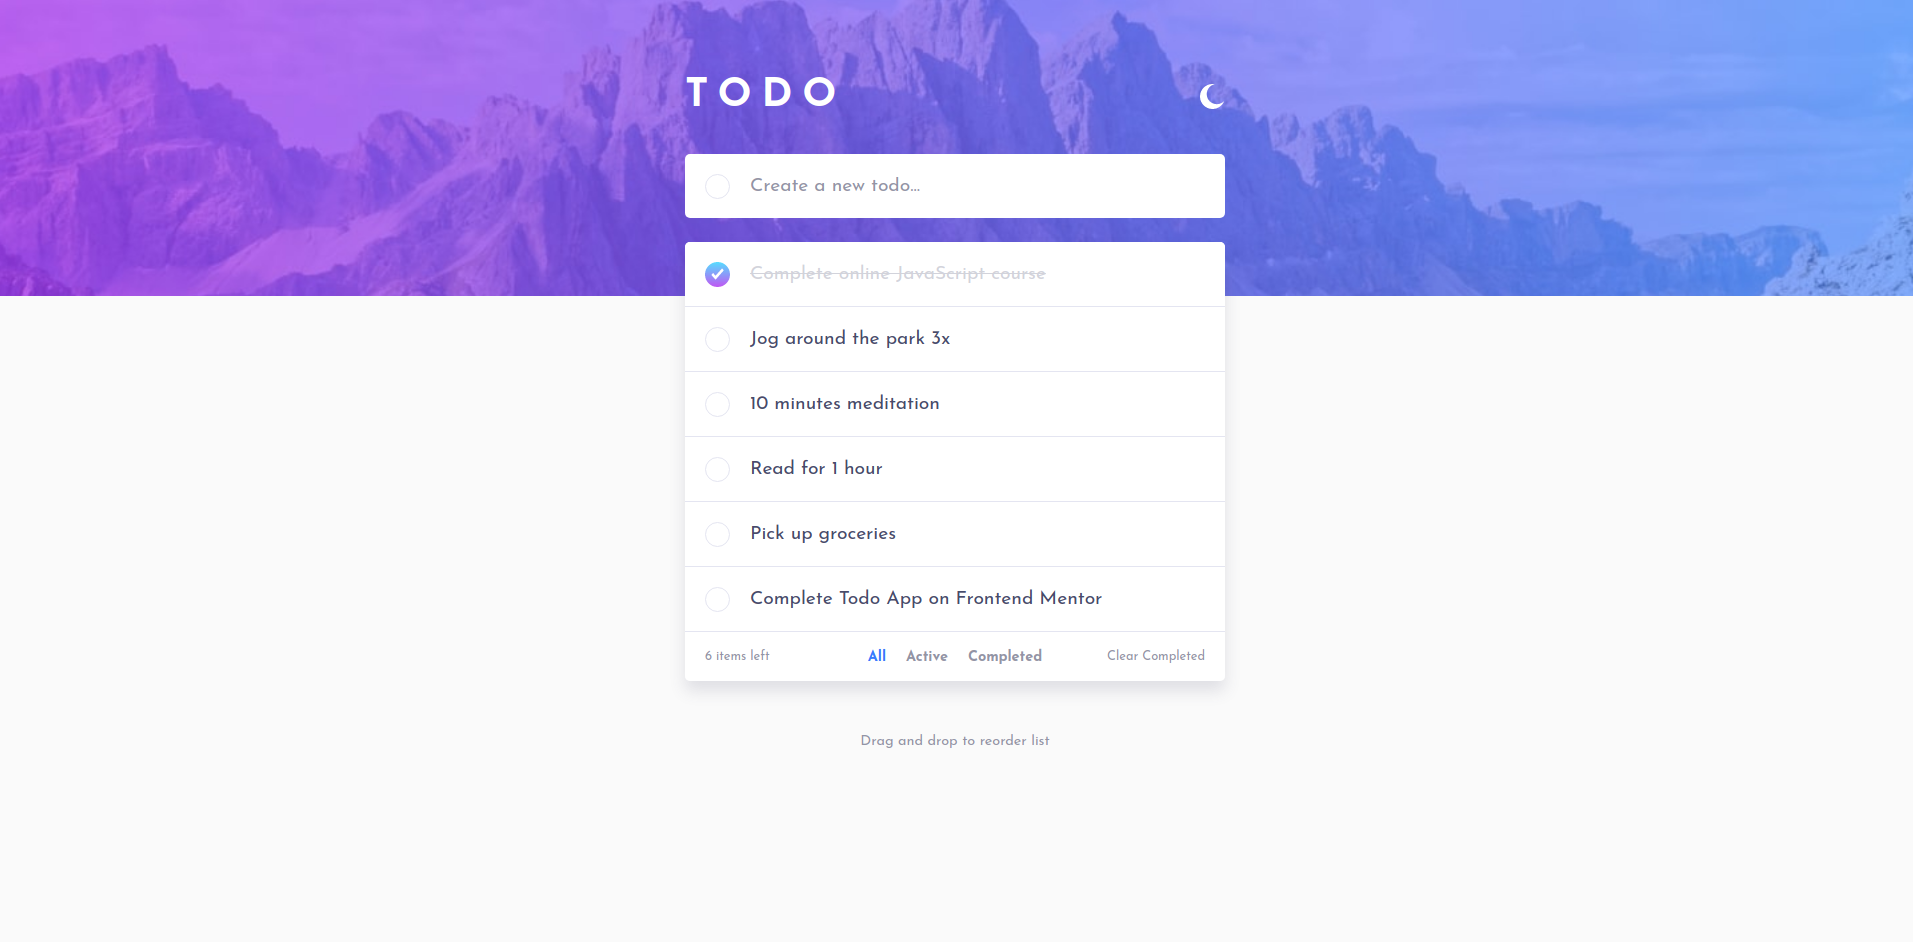 TODO
Create a new todo...
Complete online JavaScript course
Jog around the park 3x
10 minutes meditation
Read for 1 hour
Pick up groceries
Complete Todo App on Frontend Mentor
6 items left All Active Completed Clear Completed
Drag and drop to reorder list